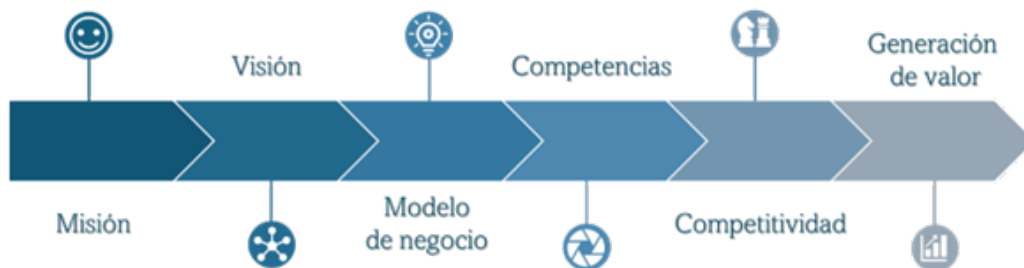 Misión
Visión
Modelo
de negocio
Competencias
Competitividad
Generación
de valor